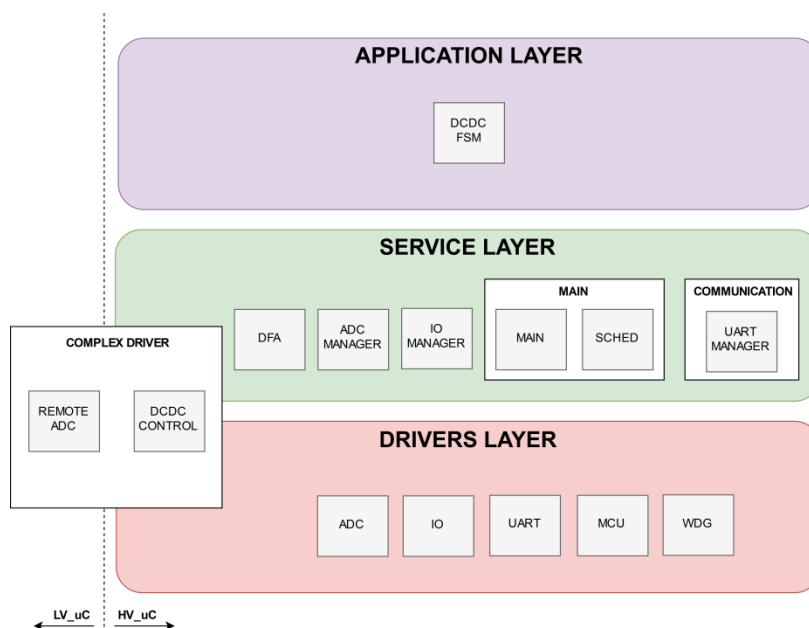 APPLICATION LAYER
DCDC
FSM
SERVICE LAYER
MAIN
COMMUNICATION
DFA
ADC
MANAGER
IO
MANAGER
MAIN
SCHED
UART
MANAGER
COMPLEX DRIVER
REMOTE
ADC
DCDC
CONTROL
DRIVERS LAYER
ADC
IO
UART
MCU
WDG
LV_uC
HV_uC